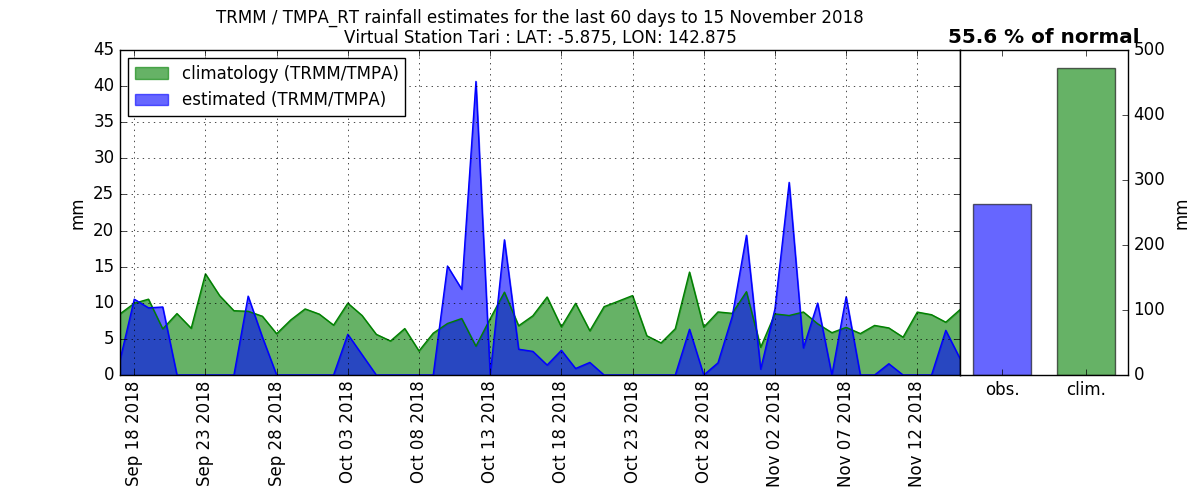 TRMM / TMPA_RT rainfall estimates for the last 60 days to 15 November 2018
Virtual Station Tari : LAT: -5.875, LON: 142.875
55.6 % of normal
climatology (TRMM/TMPA)
estimated (TRMM/TMPA)
mm
45
40
35
30
25
20
15
10
5
0
Sep 18 2018
Sep 23 2018
Sep 28 2018
Oct 03 2018
Oct 08 2018
Oct 13 2018
Oct 18 2018
Oct 23 2018
Oct 28 2018
Nov 02 2018
Nov 07 2018
Nov 12 2018
500
400
300
200
100
0
mm
obs.
clim.